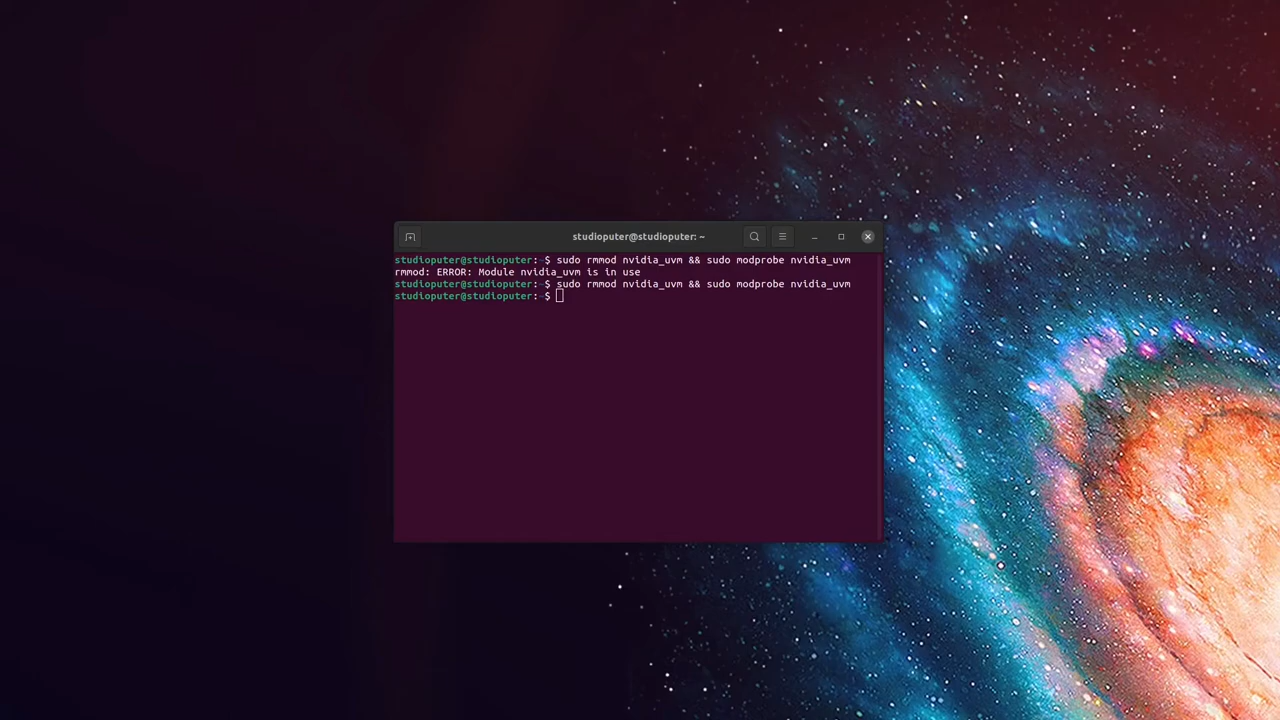 studioputer@studioputer: ~
studioputer@studioputer:~$ sudo rmmod nvidia_uvm && sudo modprobe nvidia_uvm
rmmod: ERROR: Module nvidia_uvm is in use
studioputer@studioputer:~$ sudo rmmod nvidia_uvm && sudo modprobe nvidia_uvm
studioputer@studioputer:~$